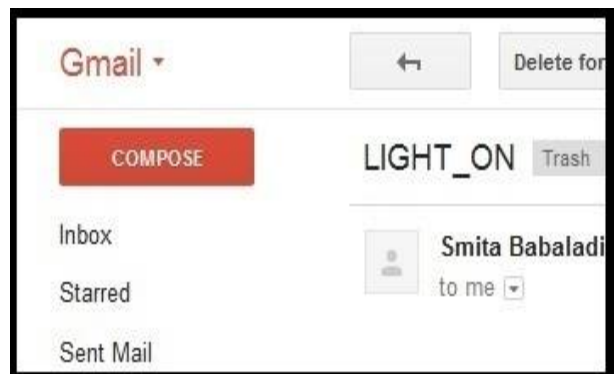 Gmail
Delete for
COMPOSE
LIGHT_ON Trash
Inbox
Smita Babaladi
Starred
to me
Sent Mail